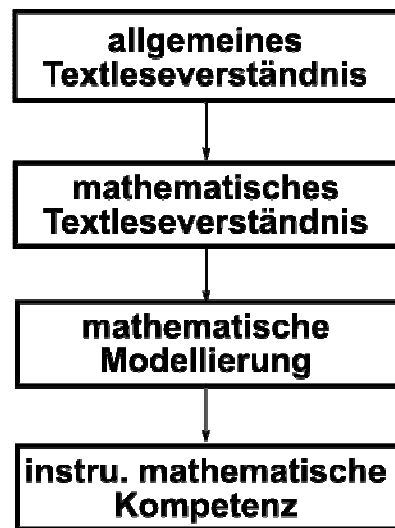 allgemeines
Textleseverständnis
mathematisches
Textleseverständnis
mathematische
Modellierung
instru. mathematische
Kompetenz